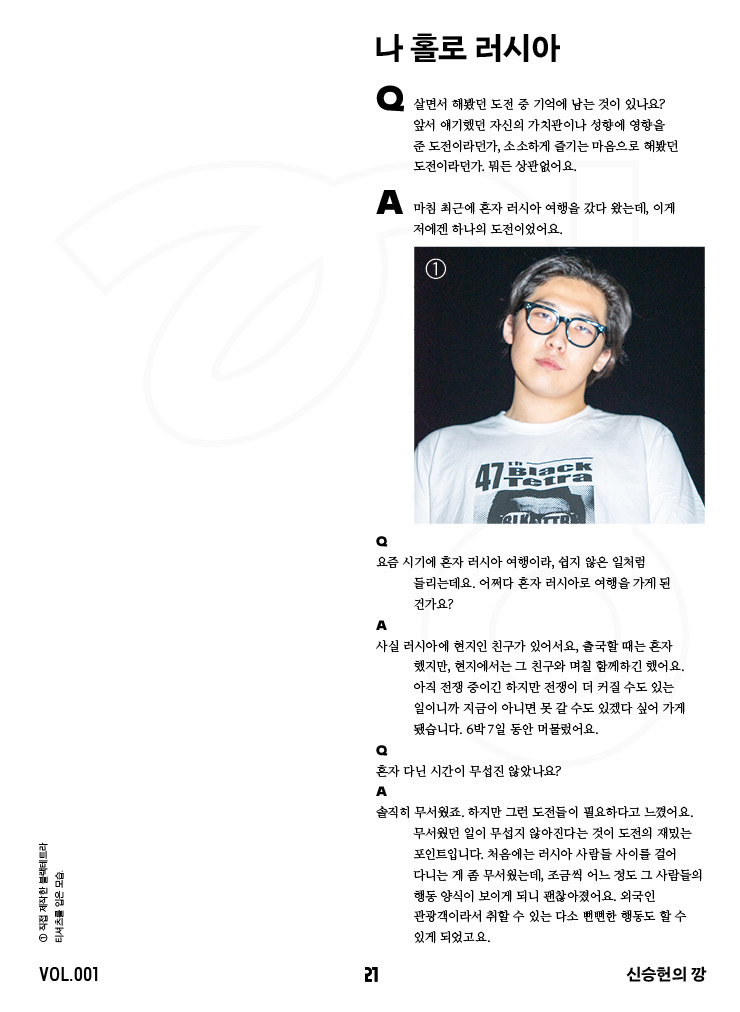 나 홀로 러시아
Q
살면서 해봤던 도전 중 기억에 남는 것이 있나요?
앞서 얘기했던 자신의 가치관이나 성향에 영향을
준 도전이라던가, 소소하게 즐기는 마음으로 해봤던
도전이라던가. 뭐든 상관없어요.
A
마침 최근에 혼자 러시아 여행을 갔다 왔는데, 이게
저에겐 하나의 도전이었어요.
①
47th Black
Tetra
Q
요즘 시기에 혼자 러시아 여행이라, 쉽지 않은 일처럼
들리는데요. 어쩌다 혼자 러시아로 여행을 가게 된
건가요?
A
사실 러시아에 현지인 친구가 있어서요, 출국할 때는 혼자
했지만, 현지에서는 그 친구와 며칠 함께하긴 했어요.
아직 전쟁 중이긴 하지만 전쟁이 더 커질 수도 있는
일이니까 지금이 아니면 못 갈 수도 있겠다 싶어 가게
됐습니다. 6박 7일 동안 머물렀어요.
Q
혼자 다닌 시간이 무섭진 않았나요?
A
솔직히 무서웠죠. 하지만 그런 도전들이 필요하다고 느꼈어요.
무서웠던 일이 무섭지 않아진다는 것이 도전의 재밌는
포인트입니다. 처음에는 러시아 사람들 사이를 걸어
다니는 게 좀 무서웠는데, 조금씩 어느 정도 그 사람들의
행동 양식이 보이게 되니 괜찮아졌어요. 외국인
관광객이라서 취할 수 있는 다소 뻔뻔한 행동도 할 수
있게 되었고요.
① 직접 제작한 블랙테트라
티셔츠를 입은 모습.
VOL.001
21
신승헌의 깡